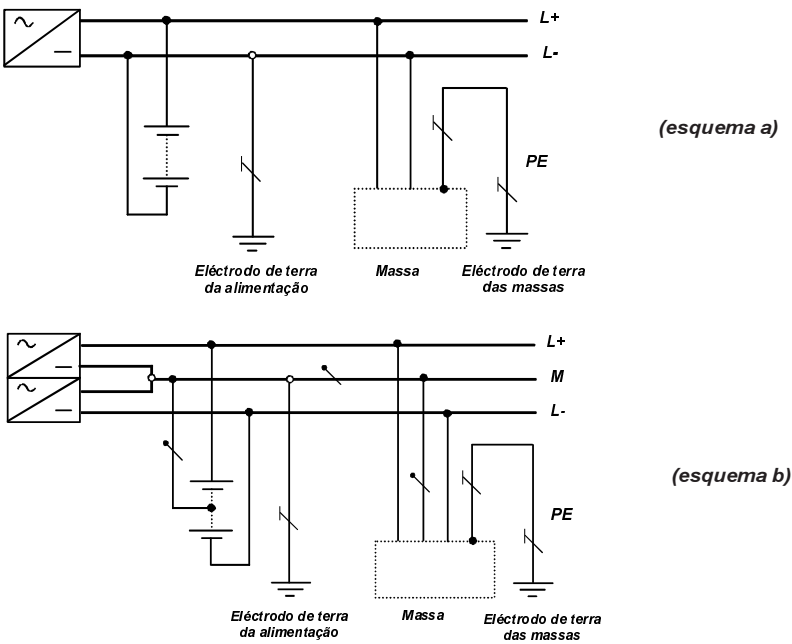 L+
L-
(esquema a)
PE
Eléctrodo de terra
da alimentação
Massa
Eléctrodo de terra
das massas
L+
M
L-
(esquema b)
PE
Eléctrodo de terra
da alimentação
Massa
Eléctrodo de terra
das massas